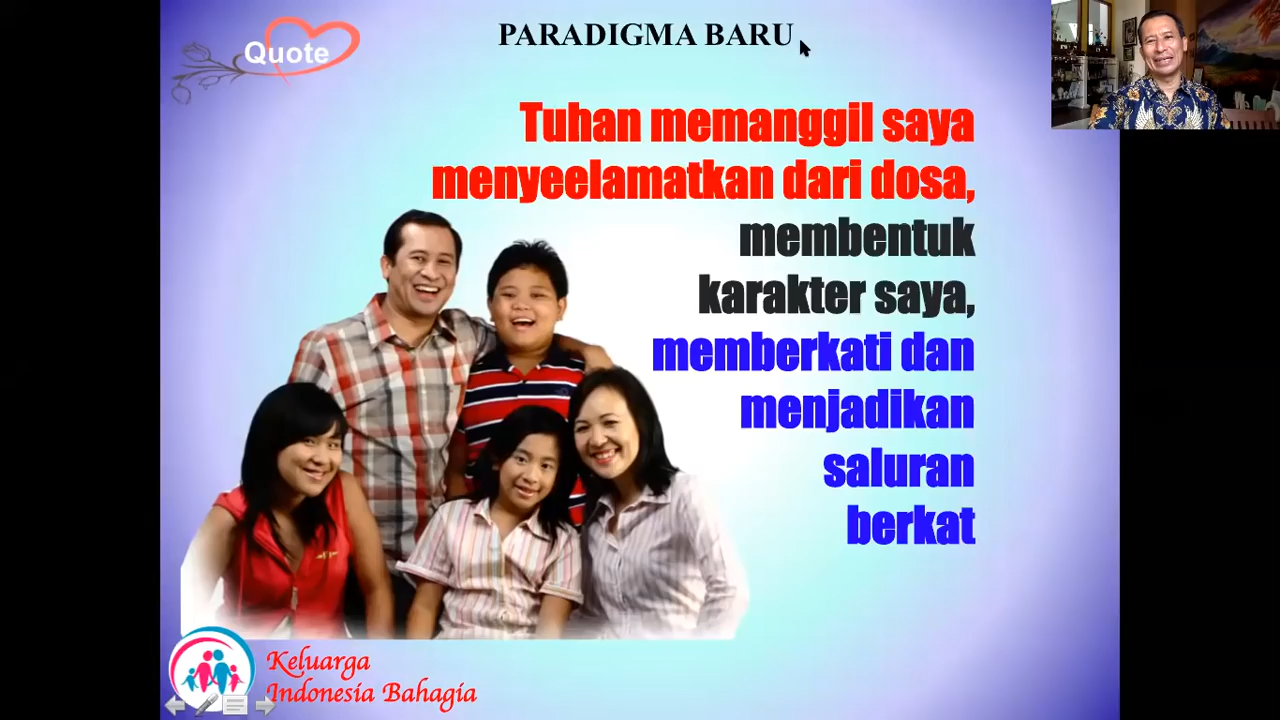 Quote
PARADIGMA BARU
Tuhan memanggil saya
menyeelamatkan dari dosa,
membentuk
karakter saya,
memberkati dan
menjadikan
saluran
berkat
Keluarga
Indonesia Bahagia